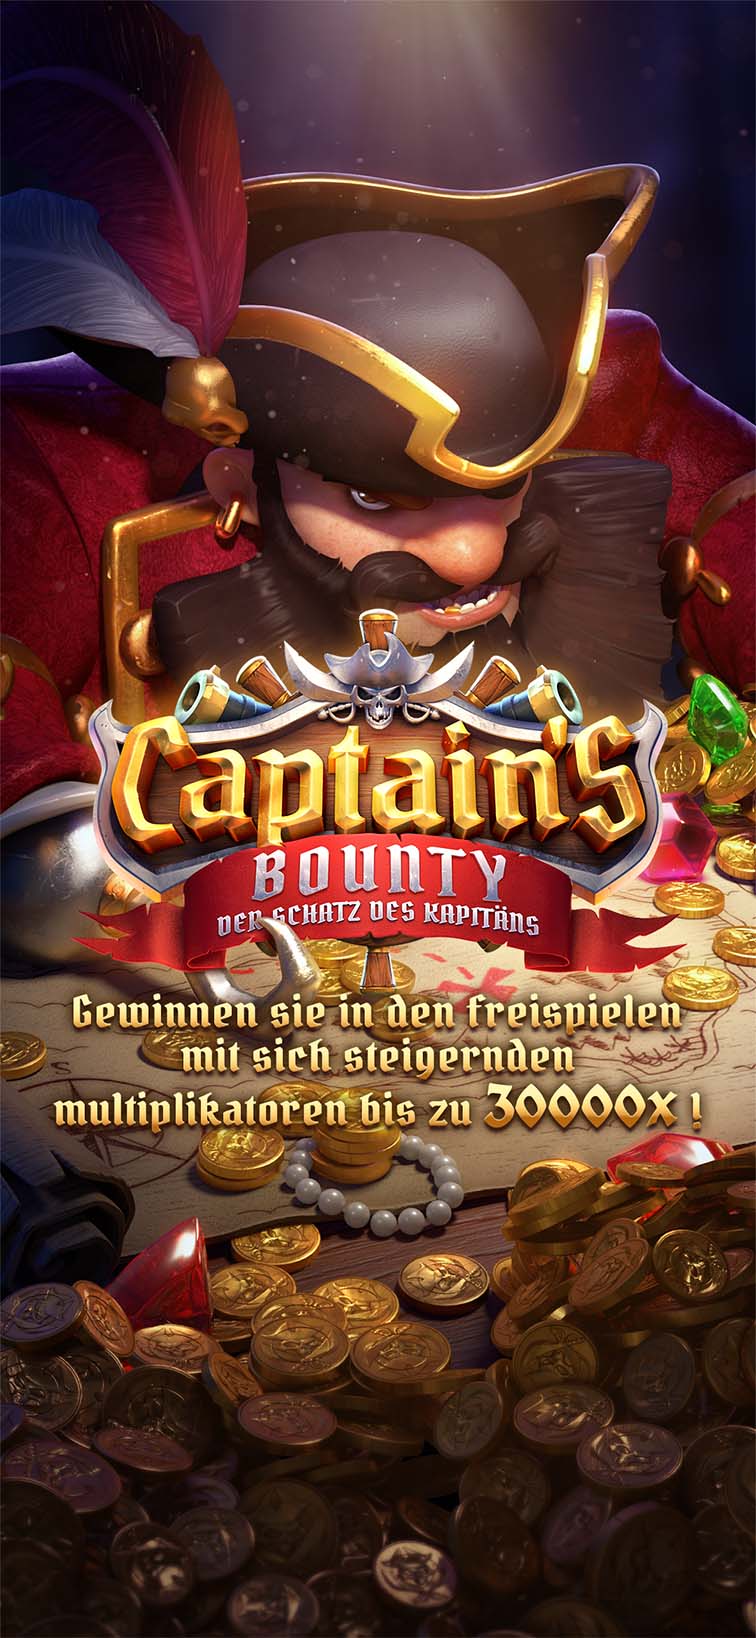 Captain's
BOUNTY
DER SCHATZ DES KAPITÄNS
Gewinnen sie in den freispielen
mit sich steigernden
multiplikatoren bis zu 30000x !